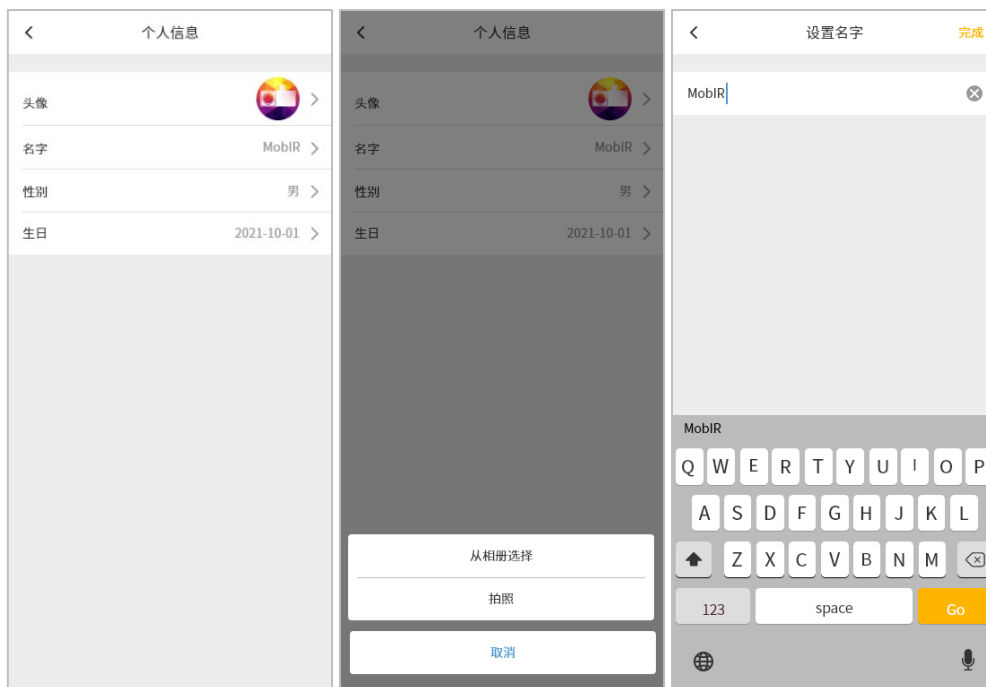 个人信息
头像
名字 MobIR
性别 男
生日 2021-10-01
个人信息
头像
名字 MobIR
性别 男
生日 2021-10-01
从相册选择
拍照
取消
设置名字 完成
MobIR
MobIR
Q W E R T Y U I O P
A S D F G H J K L
Z X C V B N M
123 space Go